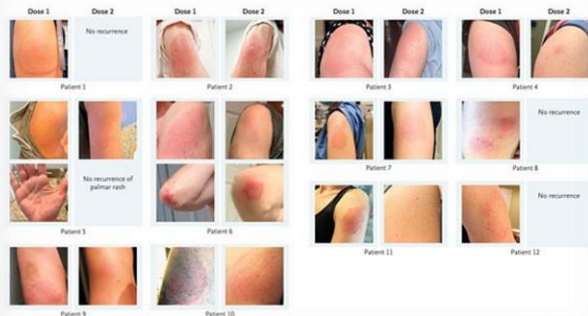 Dose 1 Dose 2 Dose 1 Dose 2 Dose 1 Dose 2 Dose 1 Dose 2
No recurrence
Patient 1 Patient 2 Patient 3 Patient 4
No recurrence
Patient 7 Patient 8
No recurrence of
palmar rash
Patient 5 Patient 6
No recurrence
Patient 11 Patient 12
Patient 9 Patient 10